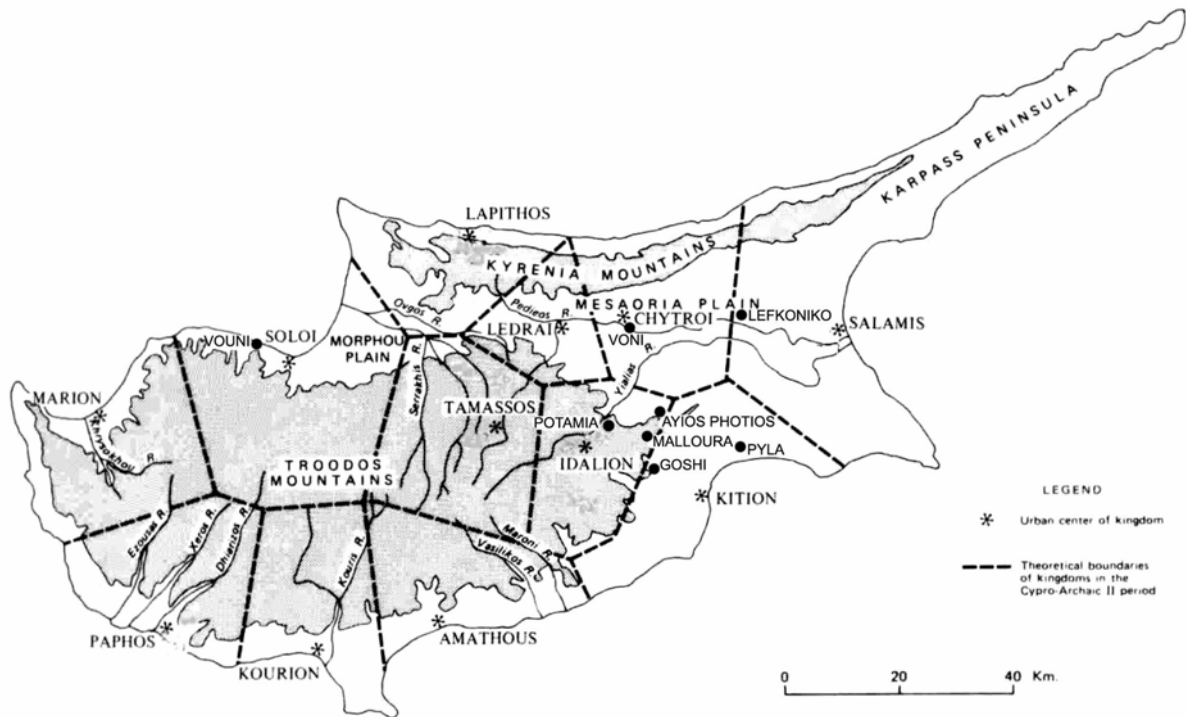 KARPASS PENINSULA
LAPITHOS
KYRENIA MOUNTAINS
Ovgos R.
Pedieos R.
MESAORIA PLAIN
LEDRAI
CHYTROI
LEFKONIKO
SALAMIS
VOUNI
SOLOI
MORPHOU
PLAIN
VONI
Serrakhis R.
Yialias R.
MARION
Khrysokhou R.
TAMASSOS
POTAMIA
AYIOS PHOTIOS
MALLOURA
PYLA
IDALION
GOSHI
TROODOS
MOUNTAINS
KITION
Ezousas R.
Xeros R.
Dhiarizos R.
Kouris R.
Vasilikos R.
Maroni R.
PAPHOS
KOURION
AMATHOUS
LEGEND
Urban center of kingdom
Theoretical boundaries
of kingdoms in the
Cypro-Archaic II period
0 20 40 Km.